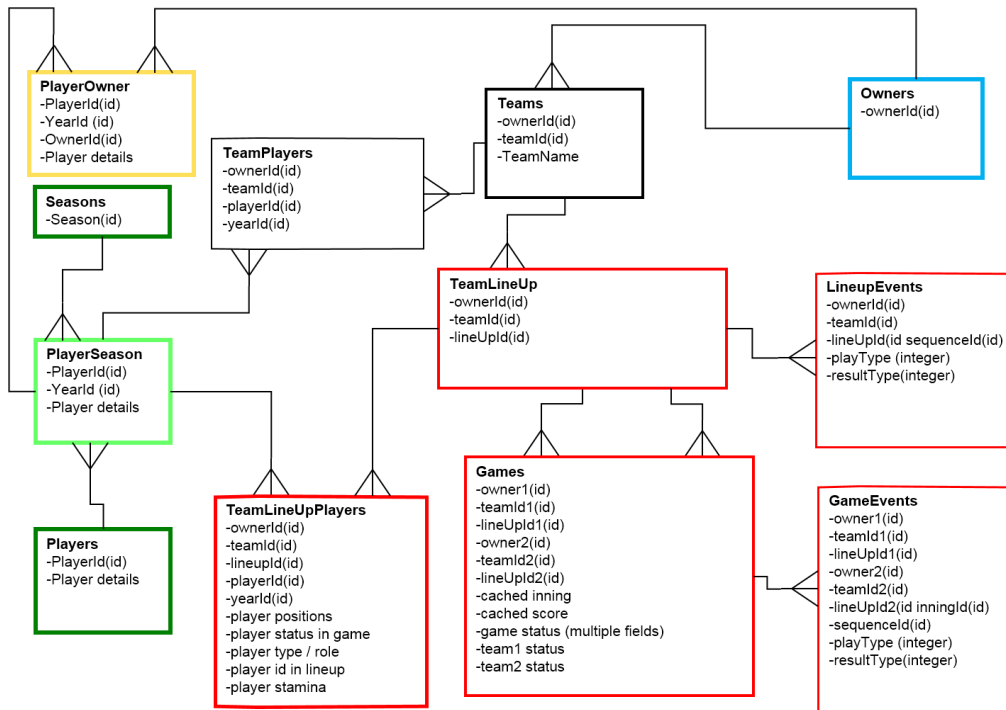 PlayerOwner
-PlayerId(id)
-YearId (id)
-OwnerId(id)
-Player details
Teams
-ownerId(id)
-teamId(id)
-TeamName
Owners
-ownerId(id)
TeamPlayers
-ownerId(id)
-teamId(id)
-playerId(id)
-yearId(id)
Seasons
-Season(id)
TeamLineUp
-ownerId(id)
-teamId(id)
-lineUpId(id)
LineupEvents
-ownerId(id)
-teamId(id)
-lineUpId(id sequenceId(id)
-playType (integer)
-resultType(integer)
PlayerSeason
-PlayerId(id)
-YearId (id)
-Player details
Players
-PlayerId(id)
-Player details
TeamLineUpPlayers
-ownerId(id)
-teamId(id)
-lineupId(id)
-playerId(id)
-yearId(id)
-player positions
-player status in game
-player type / role
-player id in lineup
-player stamina
Games
-owner1(id)
-teamId1(id)
-lineUpId1(id)
-owner2(id)
-teamId2(id)
-lineUpId2(id)
-cached inning
-cached score
-game status (multiple fields)
-team1 status
-team2 status
GameEvents
-owner1(id)
-teamId1(id)
-lineUpId1(id)
-owner2(id)
-teamId2(id)
-lineUpId2(id inningId(id)
-sequenceId(id)
-playType (integer)
-resultType(integer)